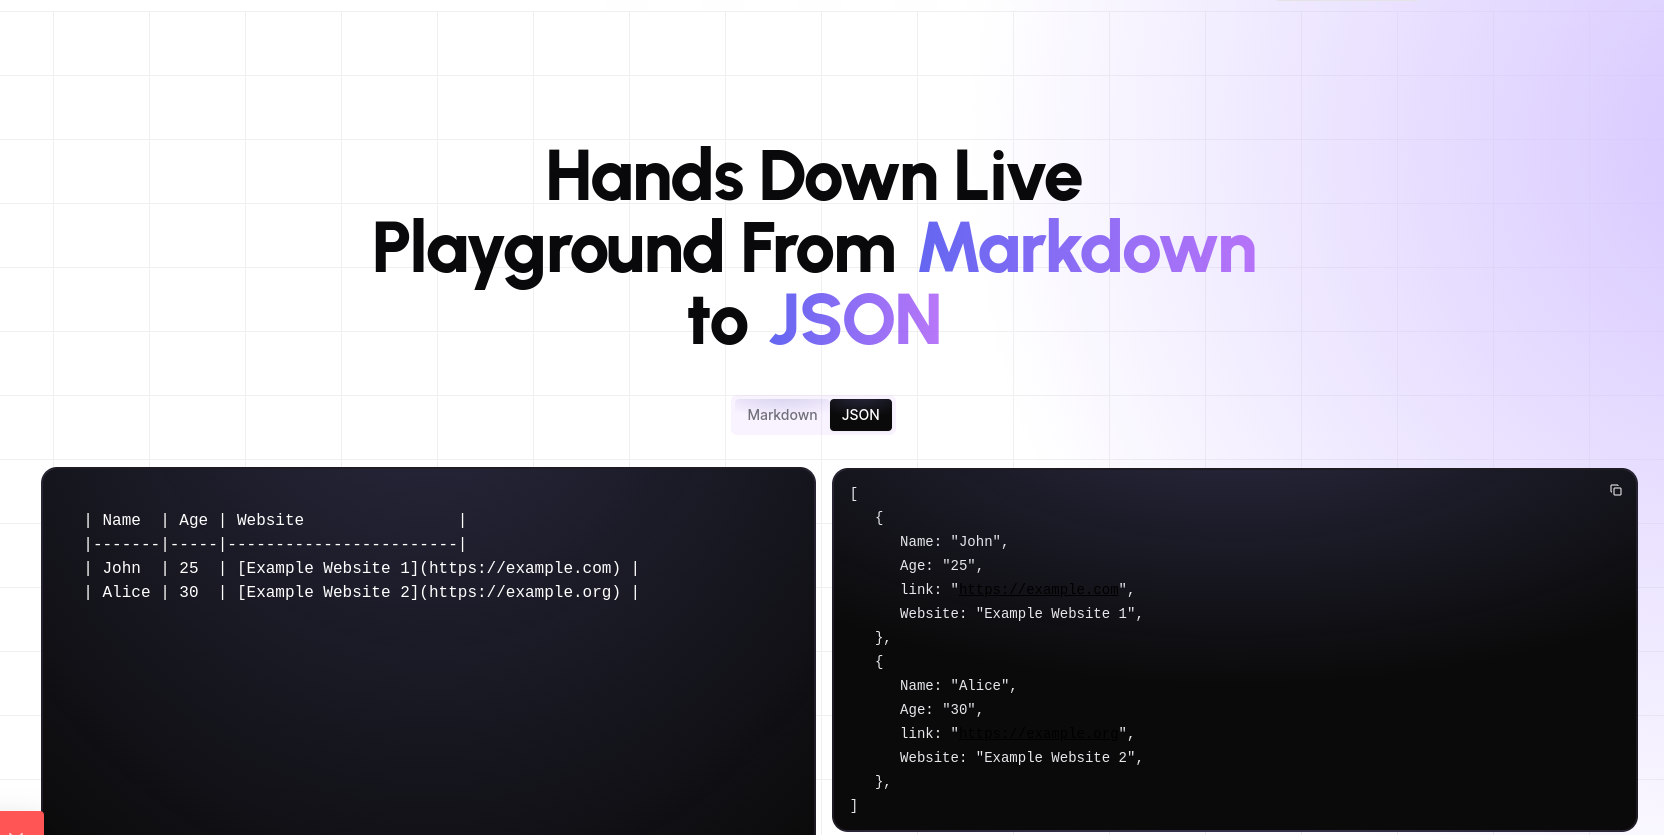 Hands Down Live
Playground From Markdown
to JSON
Markdown JSON
| Name  | Age | Website                |
|-------|-----|------------------------|
| John  | 25  | [Example Website 1](https://example.com) |
| Alice | 30  | [Example Website 2](https://example.org) |
[
   {
      Name: "John",
      Age: "25",
      link: "https://example.com",
      Website: "Example Website 1",
   },
   {
      Name: "Alice",
      Age: "30",
      link: "https://example.org",
      Website: "Example Website 2",
   },
]